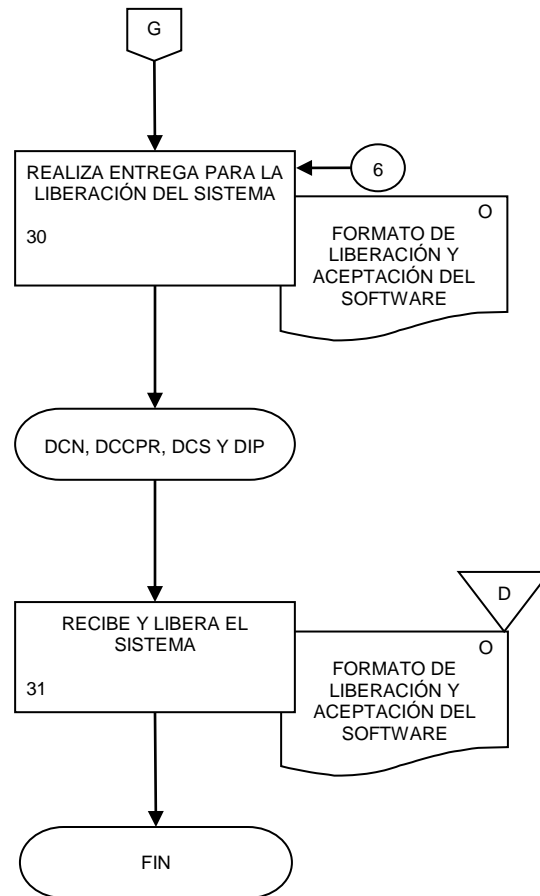 G
REALIZA ENTREGA PARA LA
LIBERACIÓN DEL SISTEMA
30
6
O
FORMATO DE
LIBERACIÓN Y
ACEPTACIÓN DEL
SOFTWARE
DCN, DCCPR, DCS Y DIP
D
RECIBE Y LIBERA EL
SISTEMA
31
O
FORMATO DE
LIBERACIÓN Y
ACEPTACIÓN DEL
SOFTWARE
FIN